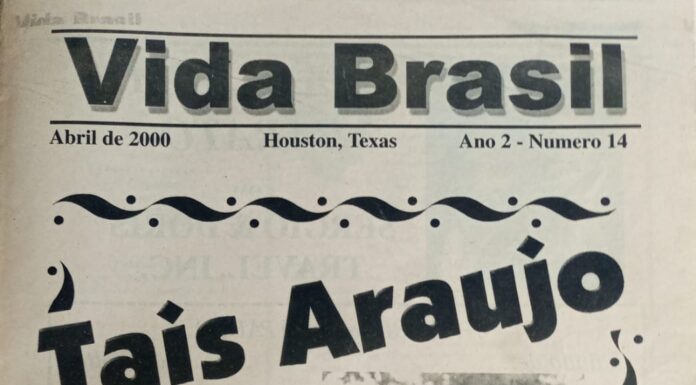 Vida Brasil
Vida Brasil
Abril de 2000 Houston, Texas Ano 2 - Numero 14
Tais Araujo